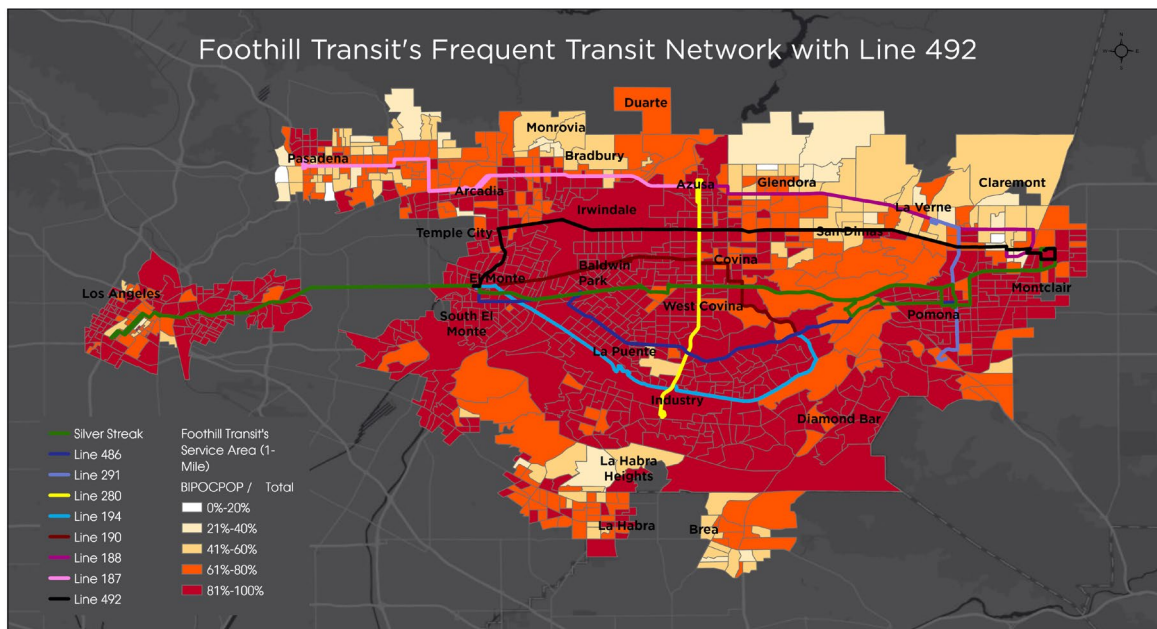 Foothill Transit's Frequent Transit Network with Line 492
Duarte
Monrovia
Pasadena
Bradbury
Arcadia
Azusa
Glendora
Claremont
Irwindale
La Verne
Temple City
San Dimas
El Monte
Baldwin
Park
Covina
Los Angeles
Montclair
South El
Monte
West Covina
Pomona
La Puente
Industry
Diamond Bar
La Habra
Heights
La Habra
Brea
Silver Streak
Line 486
Line 291
Line 280
Line 194
Line 190
Line 188
Line 187
Line 492
Foothill Transit's
Service Area (1-
Mile)
BIPOCPOP / Total
0%-20%
21%-40%
41%-60%
61%-80%
81%-100%